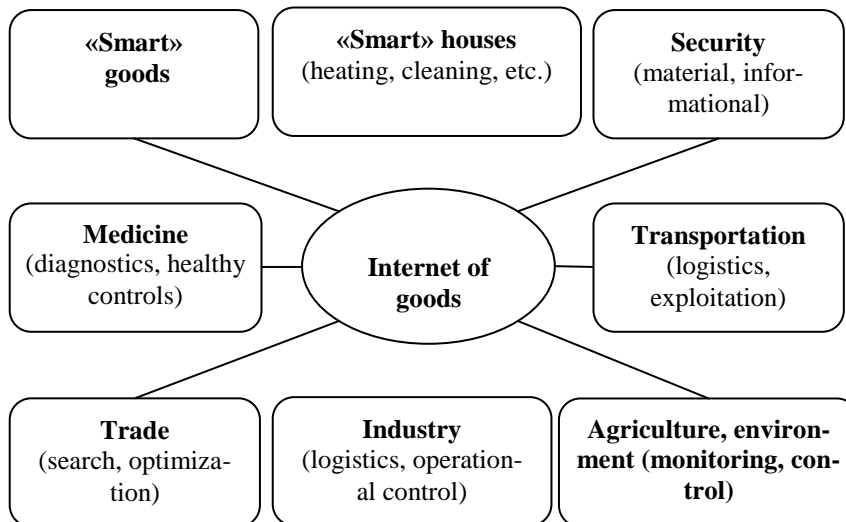 «Smart»
goods
«Smart» houses
(heating, cleaning, etc.)
Security
(material, infor-
mational)
Medicine
(diagnostics, healthy
controls)
Internet of
goods
Transportation
(logistics,
exploitation)
Trade
(search, optimiza-
tion)
Industry
(logistics, operation-
al control)
Agriculture, environ-
ment (monitoring, con-
trol)